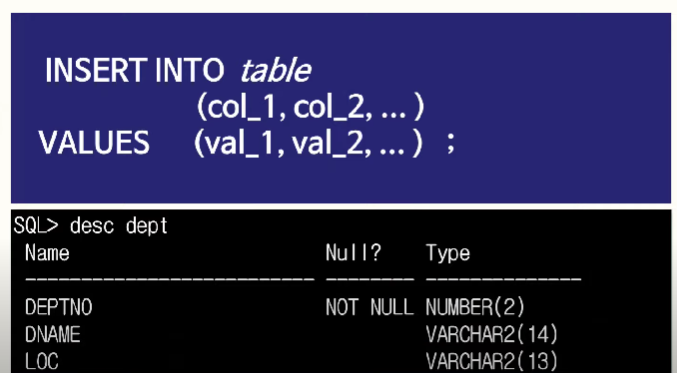 INSERT INTO table
(col_1, col_2, ... )
VALUES (val_1, val_2, ... ) ;
SQL> desc dept
Name Null? Type
------------------------- -------- --------------
DEPTNO NOT NULL NUMBER(2)
DNAME VARCHAR2(14)
LOC VARCHAR2(13)